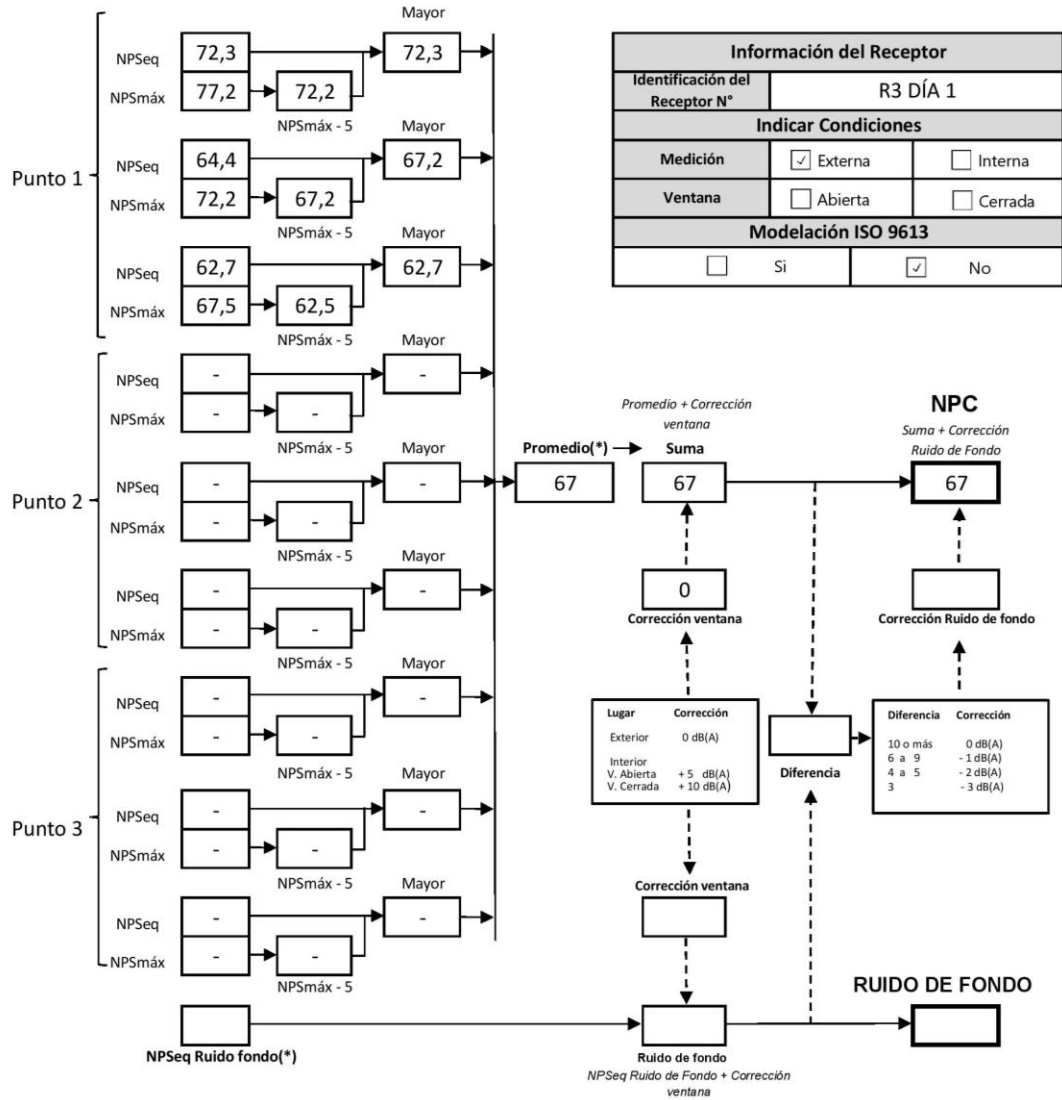 Mayor
NPSeq 72,3 72,3
NPSmáx 77,2 72,2
NPSmáx - 5
Mayor
NPSeq 64,4 67,2
Punto 1
NPSmáx 72,2 67,2
NPSmáx - 5
Mayor
NPSeq 62,7 62,7
NPSmáx 67,5 62,5
NPSmáx - 5
Información del Receptor
Identificación del Receptor N° R3 DÍA 1
Indicar Condiciones
Medición ☑ Externa ☐ Interna
Ventana ☐ Abierta ☐ Cerrada
Modelación ISO 9613
☐ Si ☑ No
Mayor
NPSeq - -
NPSmáx - -
NPSmáx - 5
Mayor
NPSeq - -
Punto 2
NPSmáx - -
NPSmáx - 5
Mayor
NPSeq - -
NPSmáx - -
NPSmáx - 5
Mayor
NPSeq - -
NPSmáx - -
NPSmáx - 5
Mayor
NPSeq - -
Punto 3
NPSmáx - -
NPSmáx - 5
Mayor
NPSeq - -
NPSmáx - -
NPSmáx - 5
NPSeq Ruido fondo(*)
Promedio(*)
67
Promedio + Corrección
ventana
Suma
67
0
Corrección ventana
Lugar Corrección
Exterior 0 dB(A)
Interior
V. Abierta + 5 dB(A)
V. Cerrada + 10 dB(A)
Corrección ventana
Ruido de fondo
NPSeq Ruido de Fondo + Corrección
ventana
NPC
Suma + Corrección
Ruido de Fondo
67
Corrección Ruido de fondo
Diferencia
Diferencia Corrección
10 o más 0 dB(A)
6 a 9 - 1 dB(A)
4 a 5 - 2 dB(A)
3 - 3 dB(A)
RUIDO DE FONDO